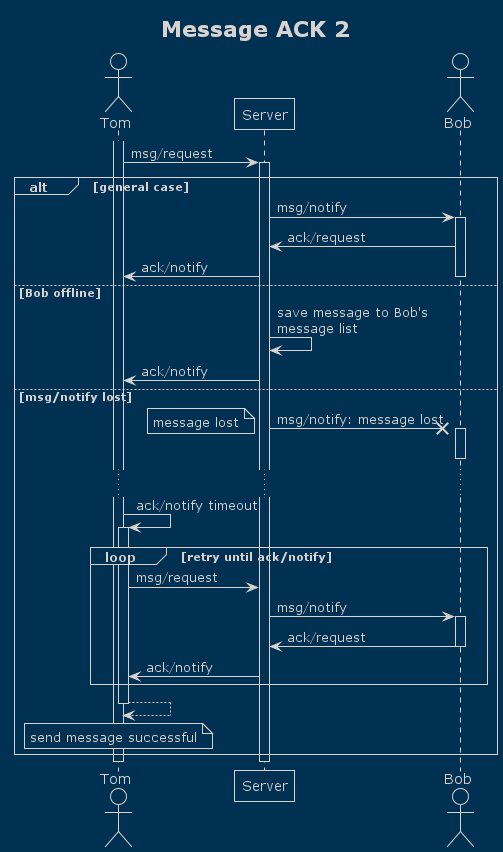 Message ACK 2
Tom
Server
Bob
msg/request
alt
[general case]
msg/notify
ack/request
ack/notify
[Bob offline]
save message to Bob's
message list
ack/notify
[msg/notify lost]
message lost
msg/notify: message lost
ack/notify timeout
loop
[retry until ack/notify]
msg/request
msg/notify
ack/request
ack/notify
send message successful
Tom
Server
Bob